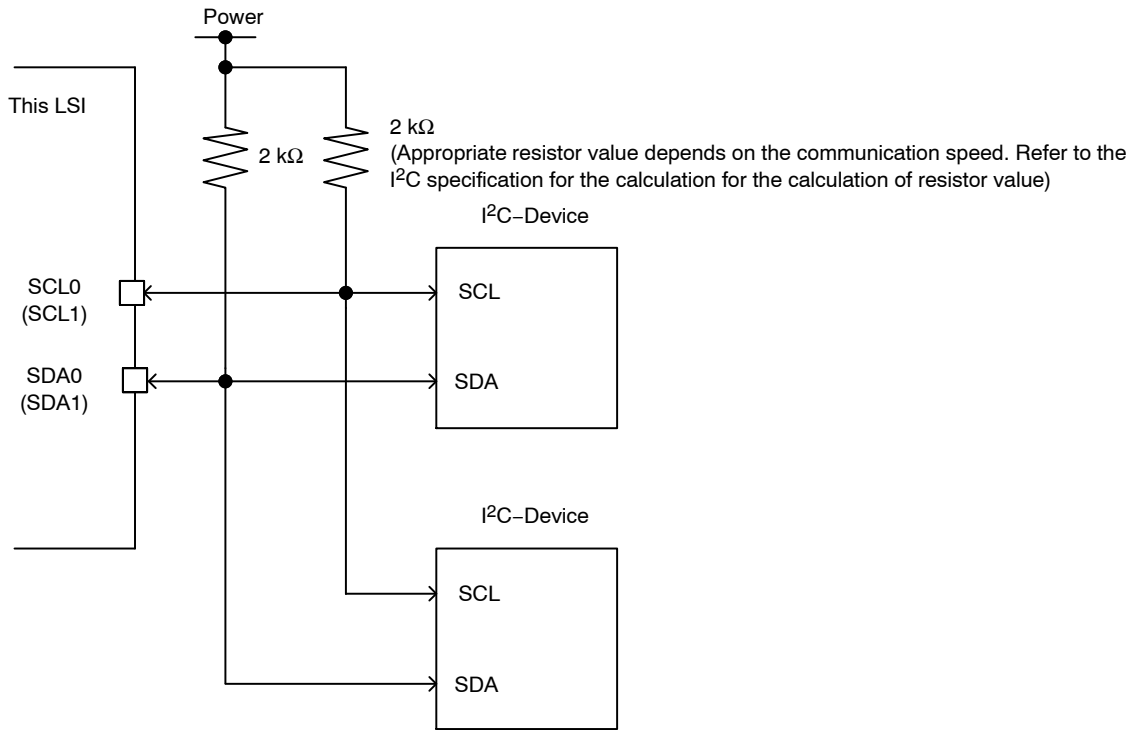 Power
This LSI
2 kΩ
2 kΩ
(Appropriate resistor value depends on the communication speed. Refer to the
I²C specification for the calculation for the calculation of resistor value)
I²C−Device
SCL0
(SCL1)
SCL
SDA0
(SDA1)
SDA
I²C−Device
SCL
SDA